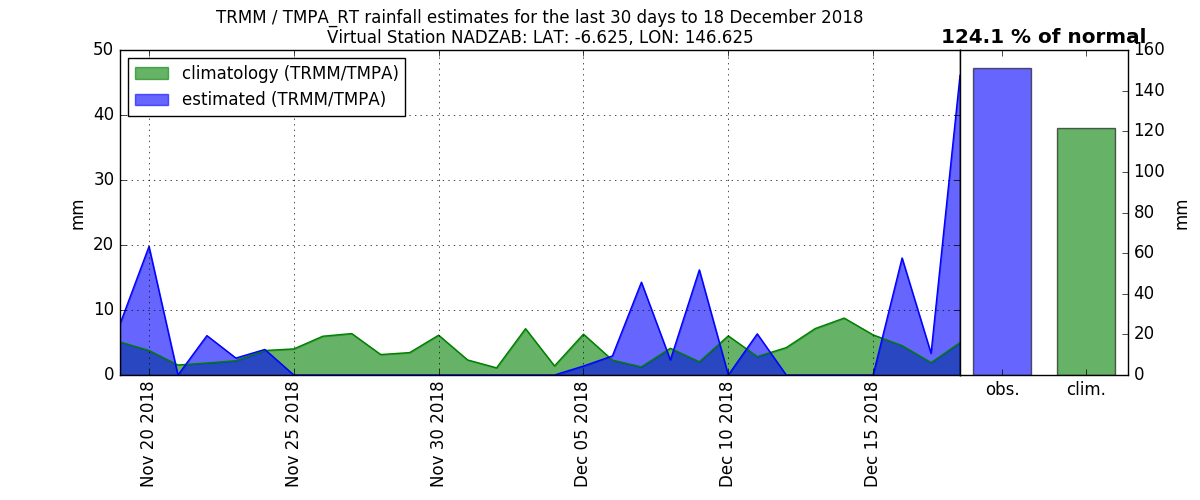 TRMM / TMPA_RT rainfall estimates for the last 30 days to 18 December 2018
Virtual Station NADZAB: LAT: -6.625, LON: 146.625
124.1 % of normal
climatology (TRMM/TMPA)
estimated (TRMM/TMPA)
50
40
30
20
10
0
mm
Nov 20 2018
Nov 25 2018
Nov 30 2018
Dec 05 2018
Dec 10 2018
Dec 15 2018
obs.
clim.
160
140
120
100
80
60
40
20
0
mm